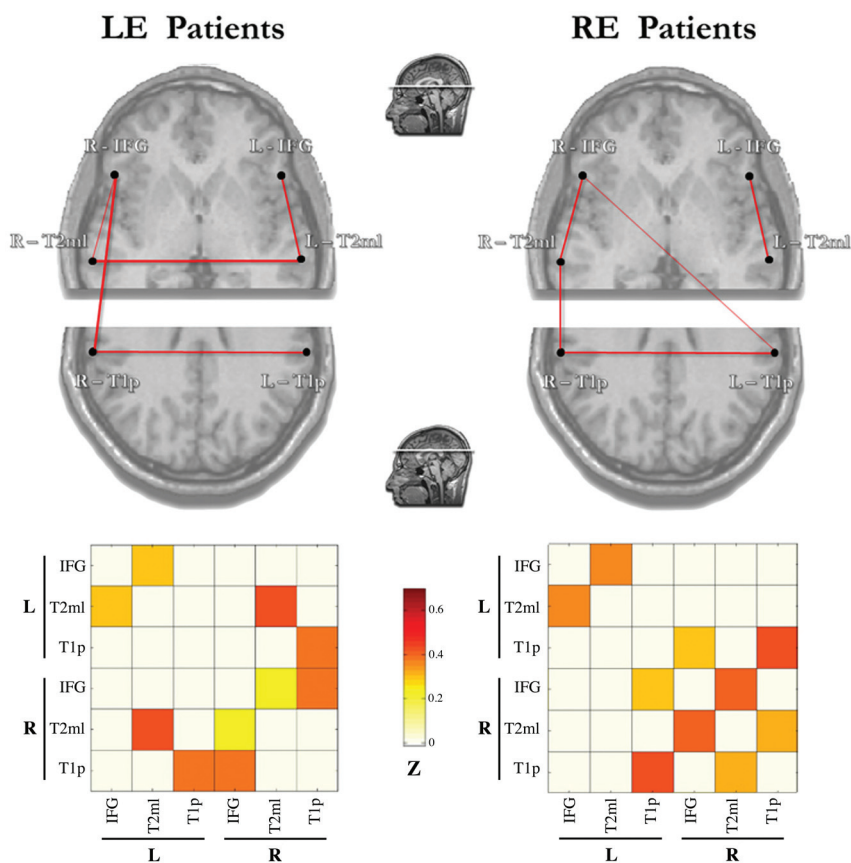 LE Patients
RE Patients
R - IFG
L - IFG
R – T2ml
L – T2ml
R – T1p
L – T1p
R - IFG
L - IFG
R – T2ml
L – T2ml
R – T1p
L – T1p
L
R
IFG
T2ml
T1p
IFG
T2ml
T1p
IFG
T2ml
T1p
IFG
T2ml
T1p
L
R
0.6
0.4
0.2
0
Z
L
R
IFG
T2ml
T1p
IFG
T2ml
T1p
IFG
T2ml
T1p
IFG
T2ml
T1p
L
R